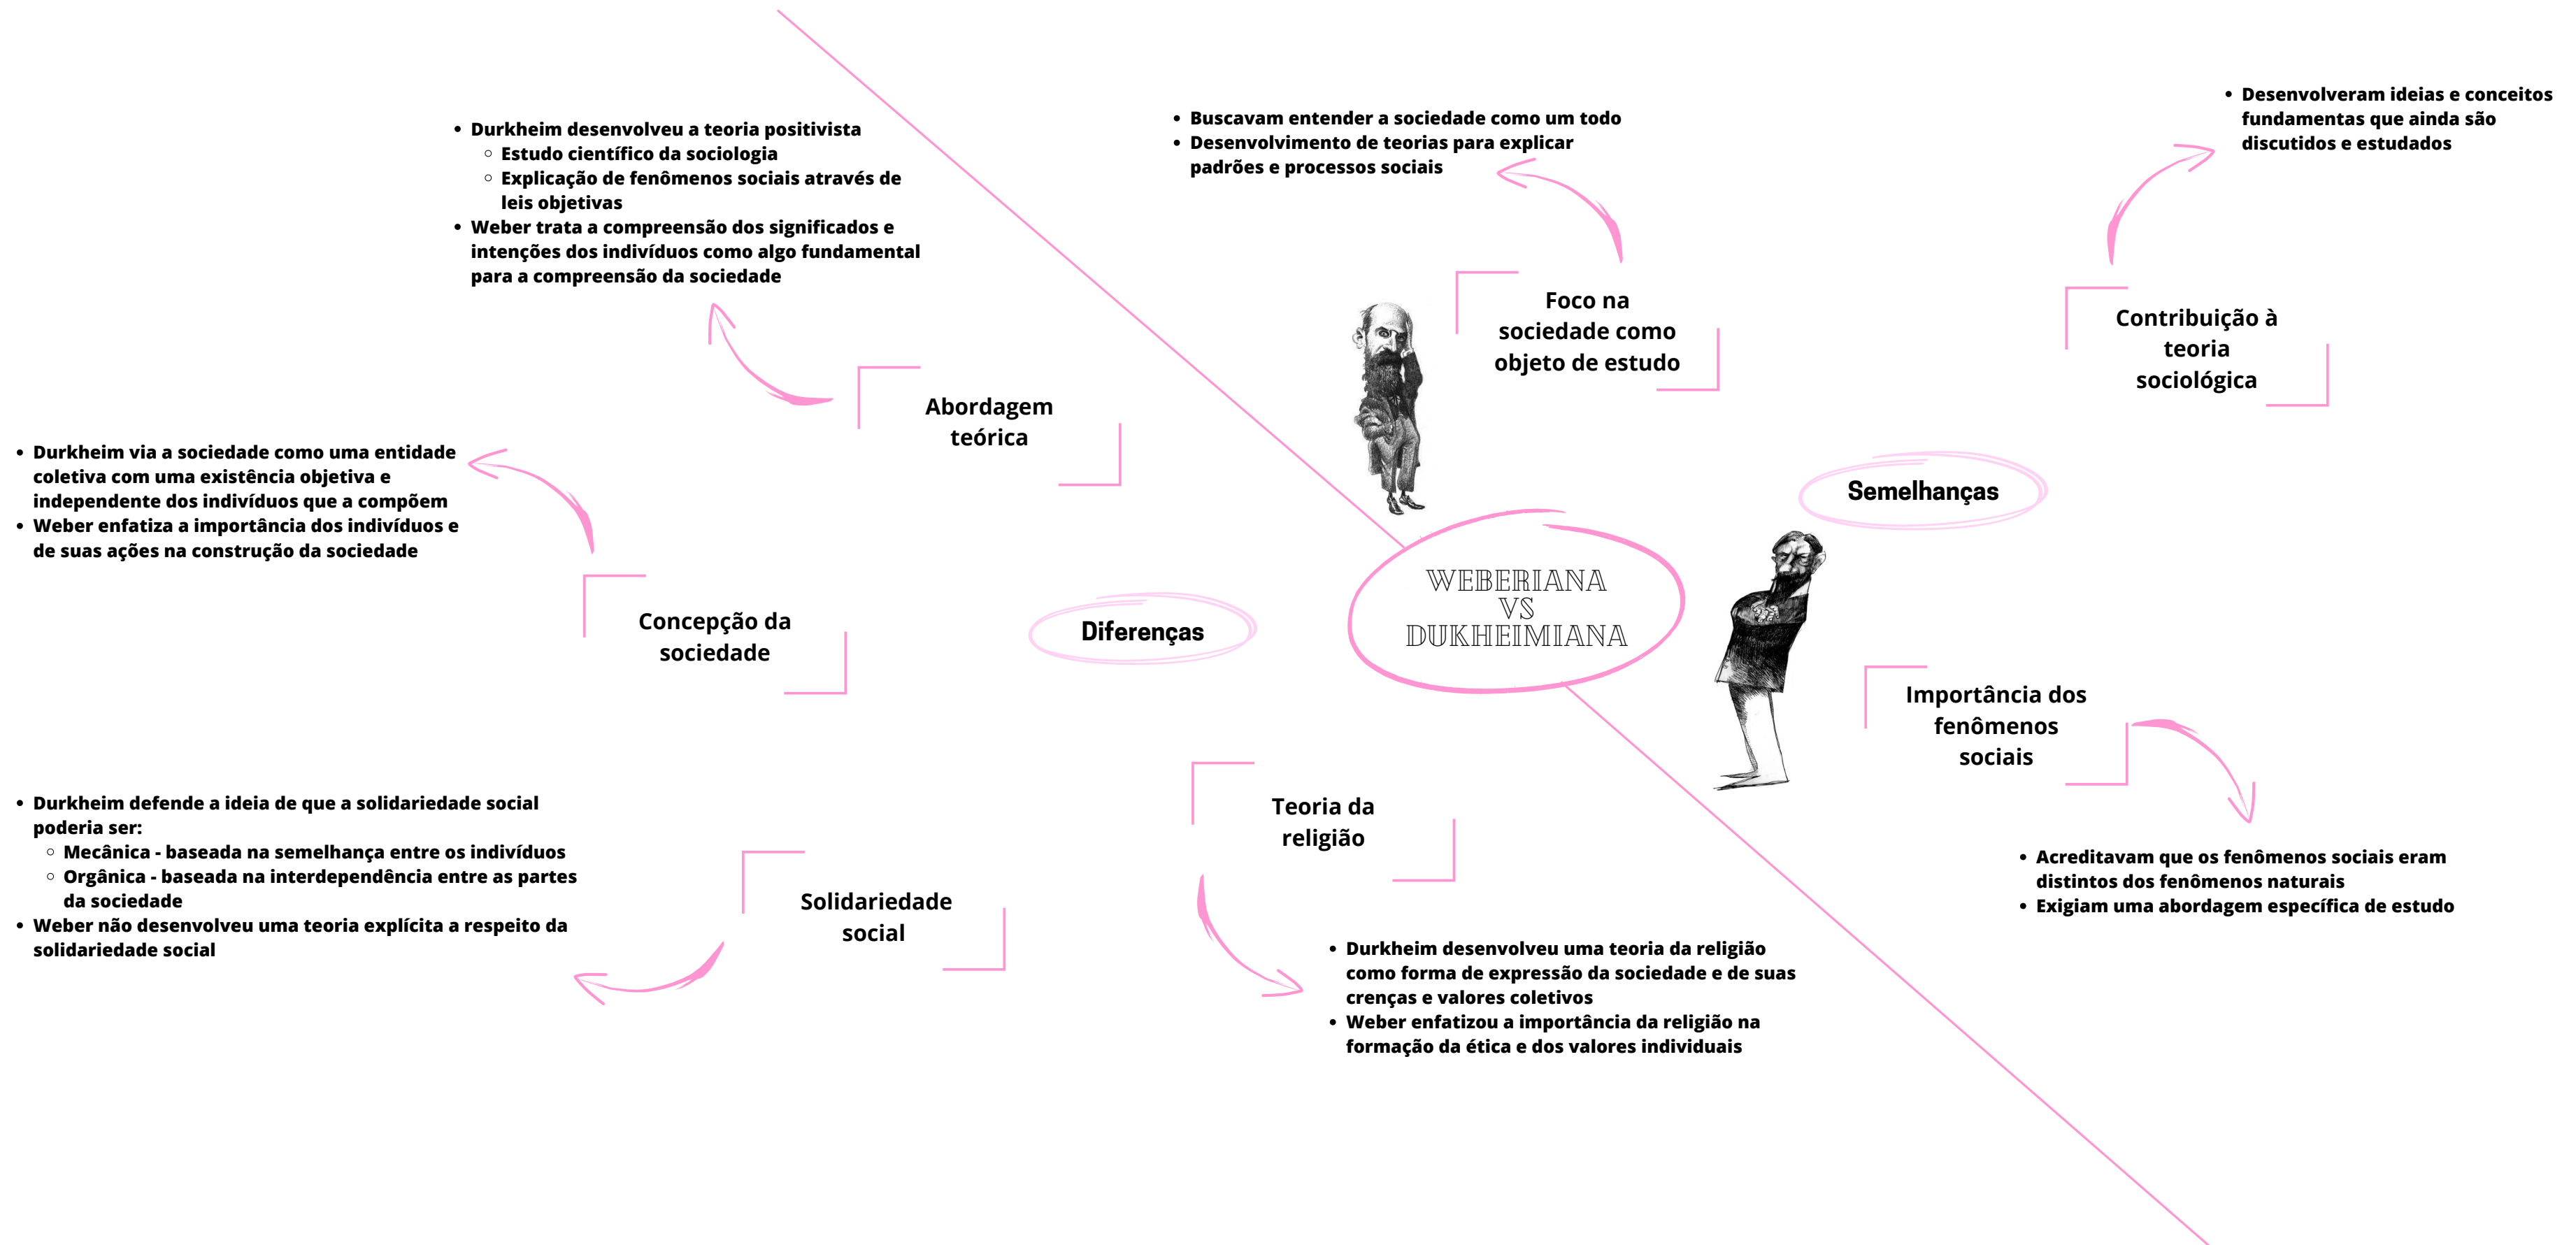 WEBERIANA
VS
DUKHEIMIANA
Diferenças
Abordagem
teórica
• Durkheim desenvolveu a teoria positivista
◦ Estudo científico da sociologia
◦ Explicação de fenômenos sociais através de
leis objetivas
• Weber trata a compreensão dos significados e
intenções dos indivíduos como algo fundamental
para a compreensão da sociedade
Concepção da
sociedade
• Durkheim via a sociedade como uma entidade
coletiva com uma existência objetiva e
independente dos indivíduos que a compõem
• Weber enfatiza a importância dos indivíduos e
de suas ações na construção da sociedade
Solidariedade
social
• Durkheim defende a ideia de que a solidariedade social
poderia ser:
◦ Mecânica - baseada na semelhança entre os indivíduos
◦ Orgânica - baseada na interdependência entre as partes
da sociedade
• Weber não desenvolveu uma teoria explícita a respeito da
solidariedade social
Teoria da
religião
• Durkheim desenvolveu uma teoria da religião
como forma de expressão da sociedade e de suas
crenças e valores coletivos
• Weber enfatizou a importância da religião na
formação da ética e dos valores individuais
Semelhanças
Foco na
sociedade como
objeto de estudo
• Buscavam entender a sociedade como um todo
• Desenvolvimento de teorias para explicar
padrões e processos sociais
Contribuição à
teoria
sociológica
• Desenvolveram ideias e conceitos
fundamentas que ainda são
discutidos e estudados
Importância dos
fenômenos
sociais
• Acreditavam que os fenômenos sociais eram
distintos dos fenômenos naturais
• Exigiam uma abordagem específica de estudo